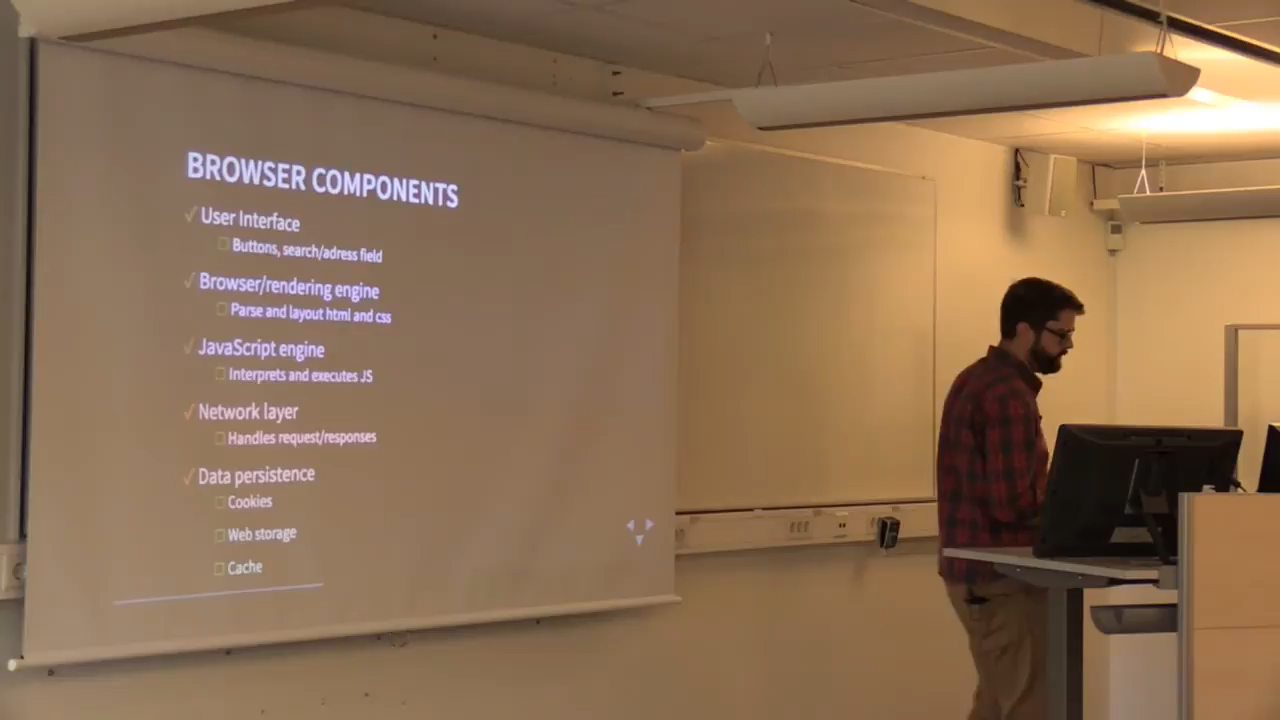 BROWSER COMPONENTS
User Interface
Buttons, search/adress field
Browser/rendering engine
Parse and layout html and css
JavaScript engine
Interprets and executes JS
Network layer
Handles request/responses
Data persistence
Cookies
Web storage
Cache